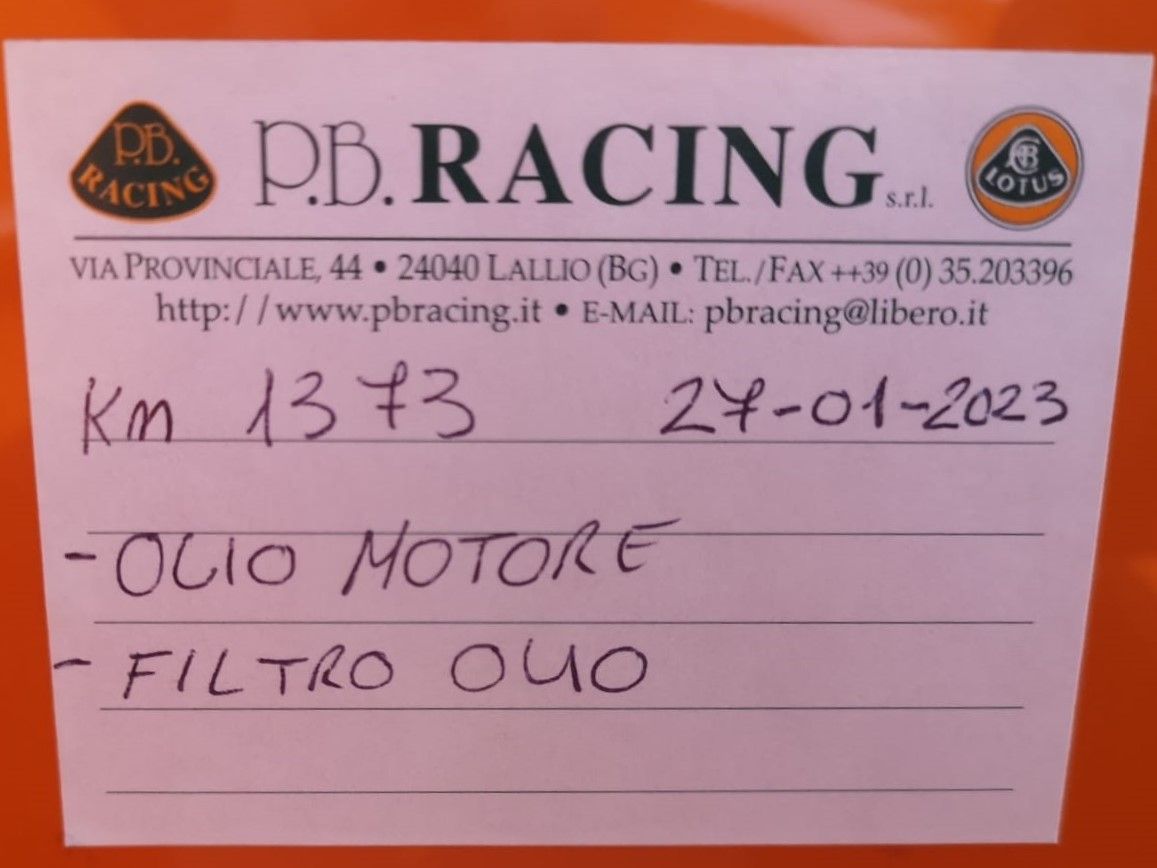 P.B. RACING
P.B. RACING s.r.l.
LOTUS
VIA PROVINCIALE, 44 • 24040 LALLIO (BG) • TEL./FAX ++39 (0) 35.203396
http://www.pbracing.it • E-MAIL: pbracing@libero.it
Km 1373 27-01-2023
- OLIO MOTORE
- FILTRO OLIO